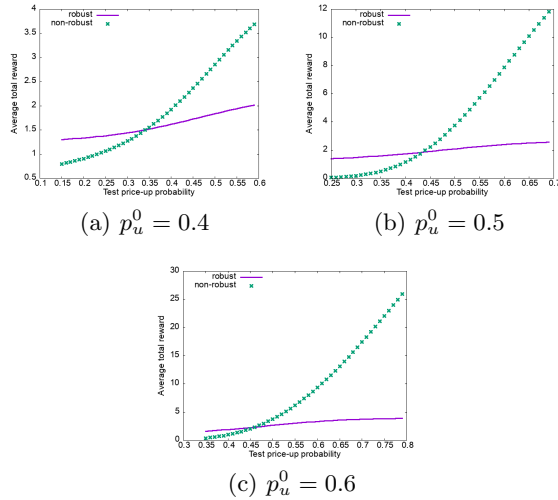 robust
non-robust
Average total reward
4
3.5
3
2.5
2
1.5
1
0.5
0.1 0.15 0.2 0.25 0.3 0.35 0.4 0.45 0.5 0.55 0.6
Test price-up probability
(a) p_u^0 = 0.4
robust
non-robust
Average total reward
12
10
8
6
4
2
0
0.25 0.3 0.35 0.4 0.45 0.5 0.55 0.6 0.65 0.7
Test price-up probability
(b) p_u^0 = 0.5
robust
non-robust
Average total reward
30
25
20
15
10
5
0
0.3 0.35 0.4 0.45 0.5 0.55 0.6 0.65 0.7 0.75 0.8
Test price-up probability
(c) p_u^0 = 0.6